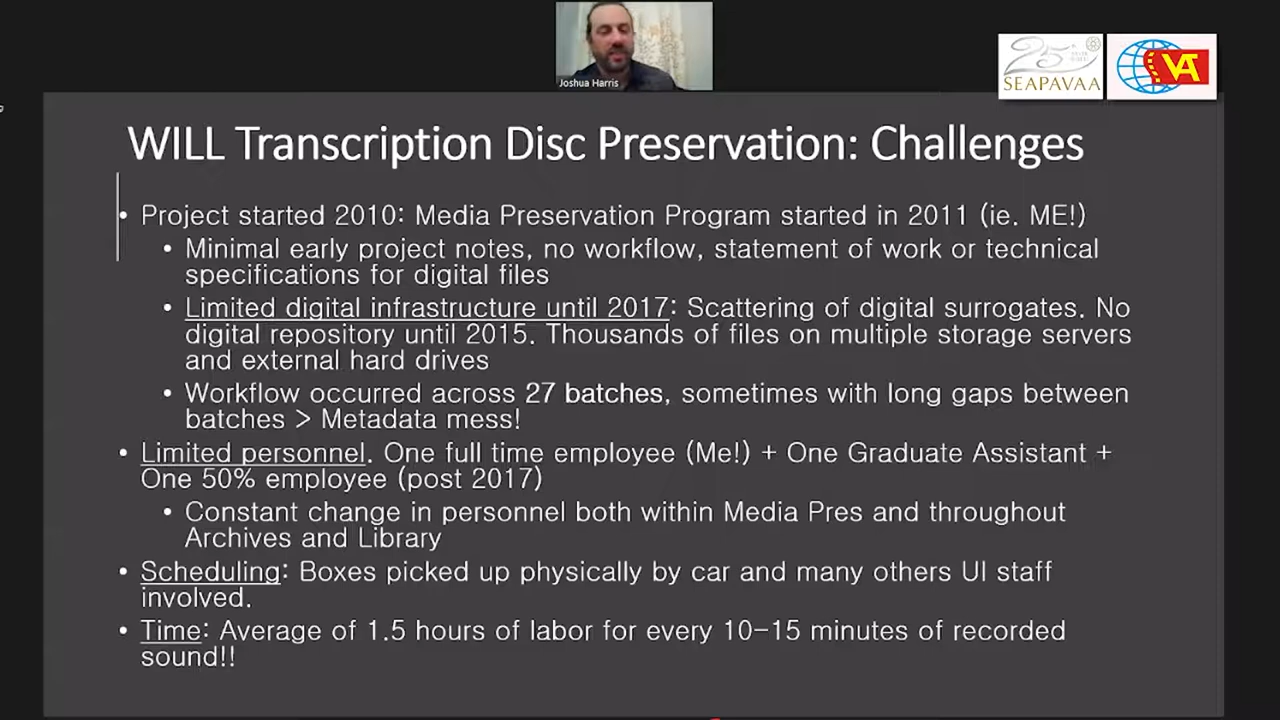 Joshua Harris
25
SEAPAVAA
VA
WILL Transcription Disc Preservation: Challenges
• Project started 2010: Media Preservation Program started in 2011 (ie. ME!)
• Minimal early project notes, no workflow, statement of work or technical
specifications for digital files
• Limited digital infrastructure until 2017: Scattering of digital surrogates. No
digital repository until 2015. Thousands of files on multiple storage servers
and external hard drives
• Workflow occurred across 27 batches, sometimes with long gaps between
batches > Metadata mess!
• Limited personnel. One full time employee (Me!) + One Graduate Assistant +
One 50% employee (post 2017)
• Constant change in personnel both within Media Pres and throughout
Archives and Library
• Scheduling: Boxes picked up physically by car and many others UI staff
involved.
• Time: Average of 1.5 hours of labor for every 10-15 minutes of recorded
sound!!